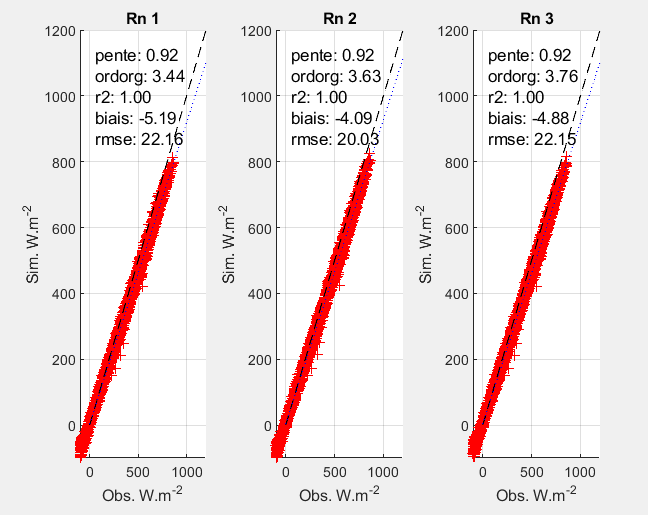 Rn 1
1200
1000
800
600
400
200
0
pente: 0.92
ordorg: 3.44
r2: 1.00
biais: -5.19
rmse: 22.16
Sim. W.m-2
0 500 1000
Obs. W.m-2
Rn 2
1200
1000
800
600
400
200
0
pente: 0.92
ordorg: 3.63
r2: 1.00
biais: -4.09
rmse: 20.03
Sim. W.m-2
0 500 1000
Obs. W.m-2
Rn 3
1200
1000
800
600
400
200
0
pente: 0.92
ordorg: 3.76
r2: 1.00
biais: -4.88
rmse: 22.15
Sim. W.m-2
0 500 1000
Obs. W.m-2